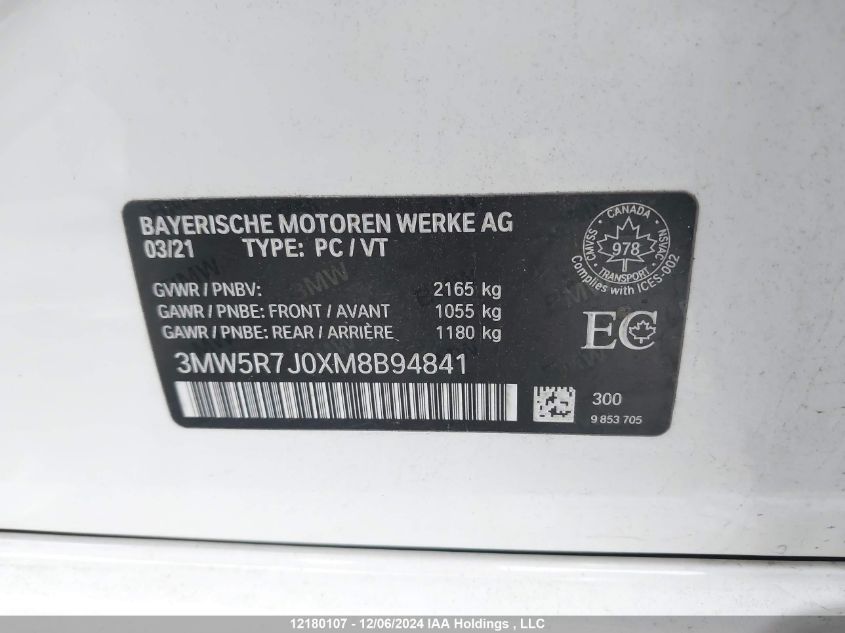 BAYERISCHE MOTOREN WERKE AG
03/21 TYPE: PC / VT
GVWR / PNBV: 2165 kg
GAWR / PNBE: FRONT / AVANT 1055 kg
GAWR / PNBE: REAR / ARRIÈRE 1180 kg
3MW5R7J0XM8B94841
CANADA
CMVSS 978 NSVAC
TRANSPORT
Complies with ICES-002
EC
300
9 853 705
12180107 - 12/06/2024 IAA Holdings , LLC